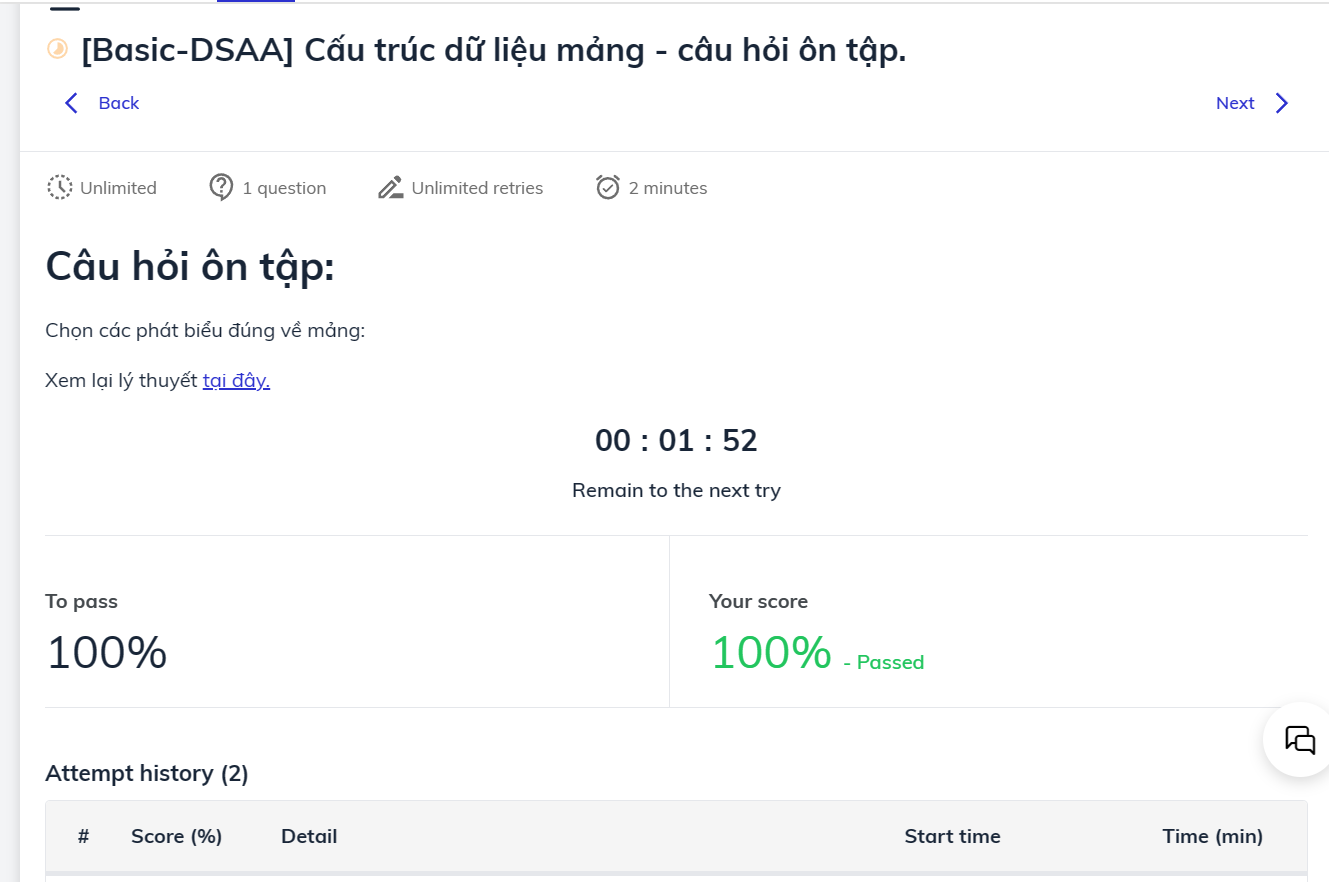 [Basic-DSAA] Cấu trúc dữ liệu mảng - câu hỏi ôn tập.
Back
Next
Unlimited
1 question
Unlimited retries
2 minutes
Câu hỏi ôn tập:
Chọn các phát biểu đúng về mảng:
Xem lại lý thuyết tại đây.
00 : 01 : 52
Remain to the next try
To pass
100%
Your score
100% - Passed
Attempt history (2)
# Score (%) Detail Start time Time (min)